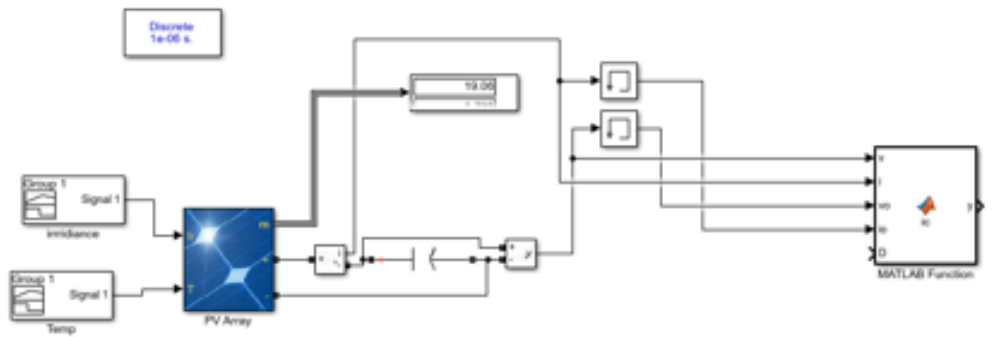 Discrete
1e-06 s.
19.06
Group 1
Signal 1
irridiance
Group 1
Signal 1
Temp
m
T
PV Array
v
i
vo
io
D
ic
y
MATLAB Function